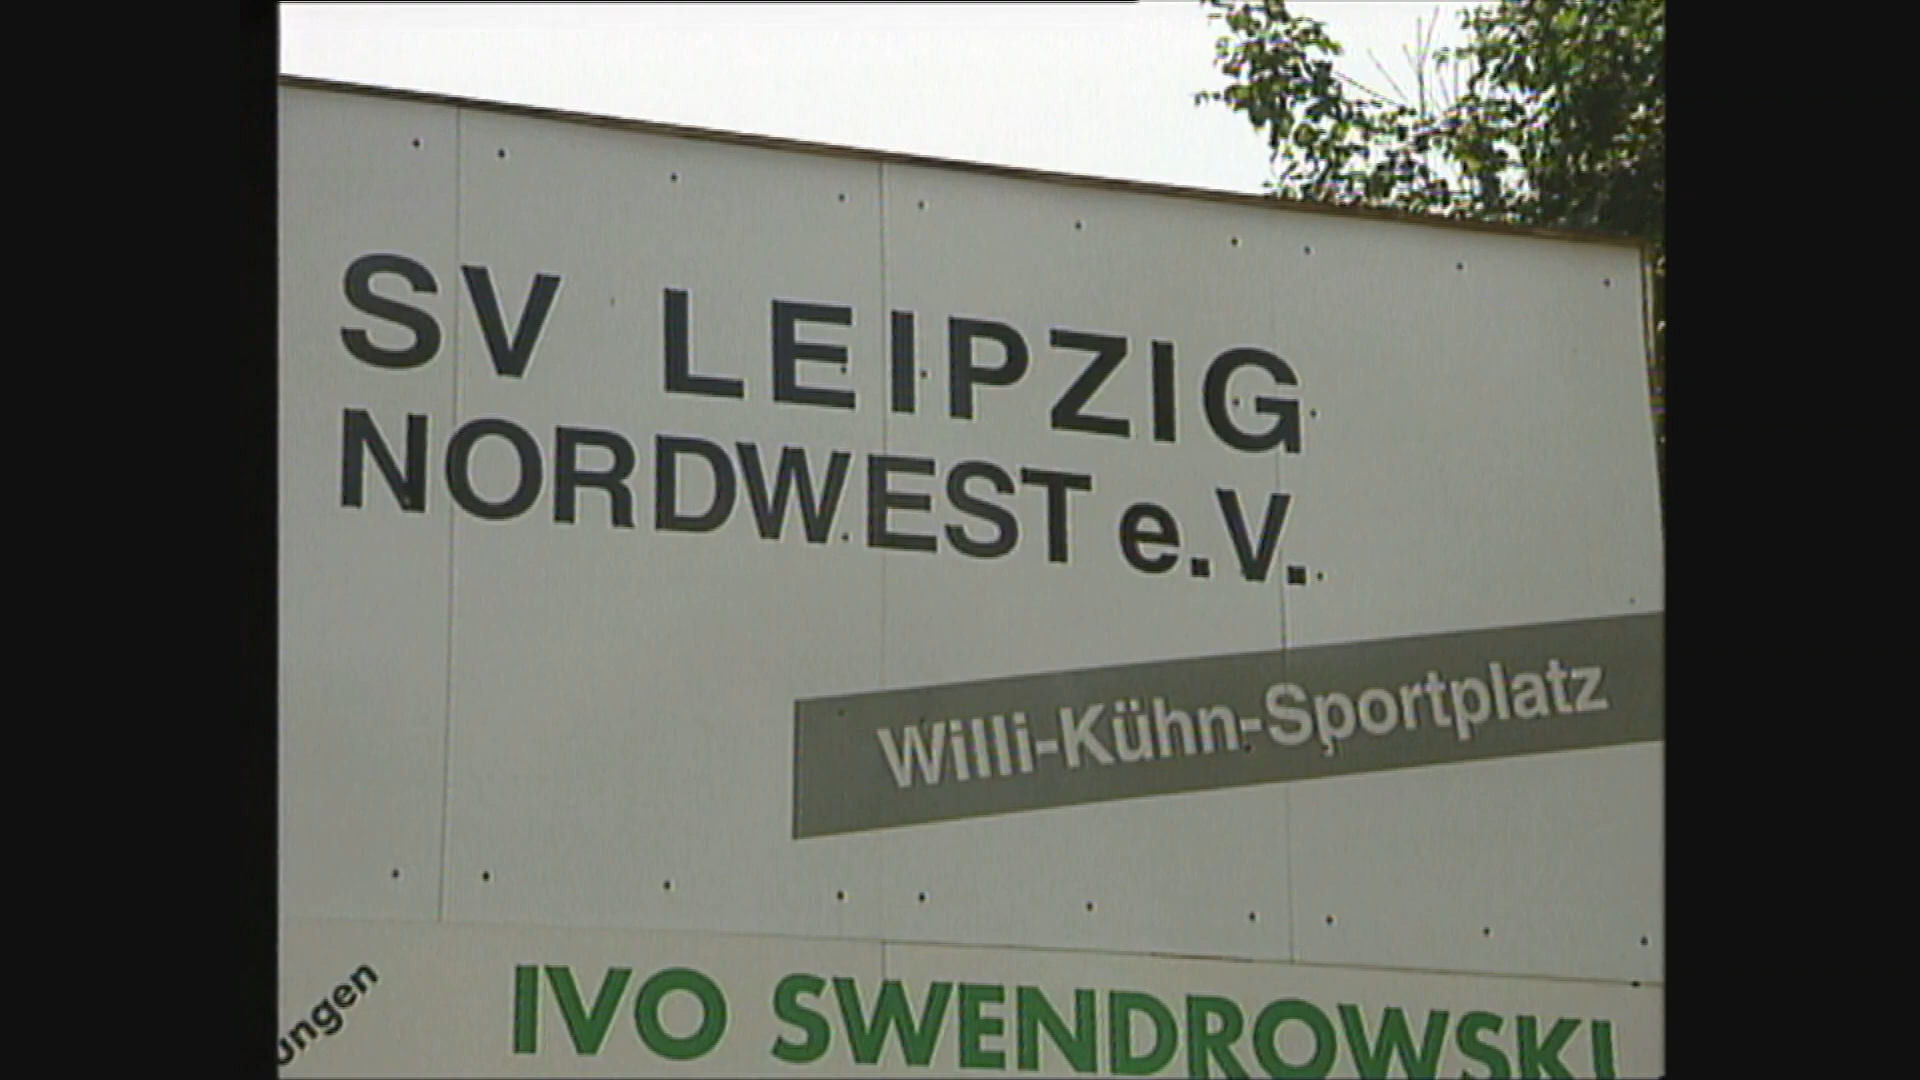 SV LEIPZIG
NORDWEST e.V.
Willi-Kühn-Sportplatz
IVO SWENDROWSKI